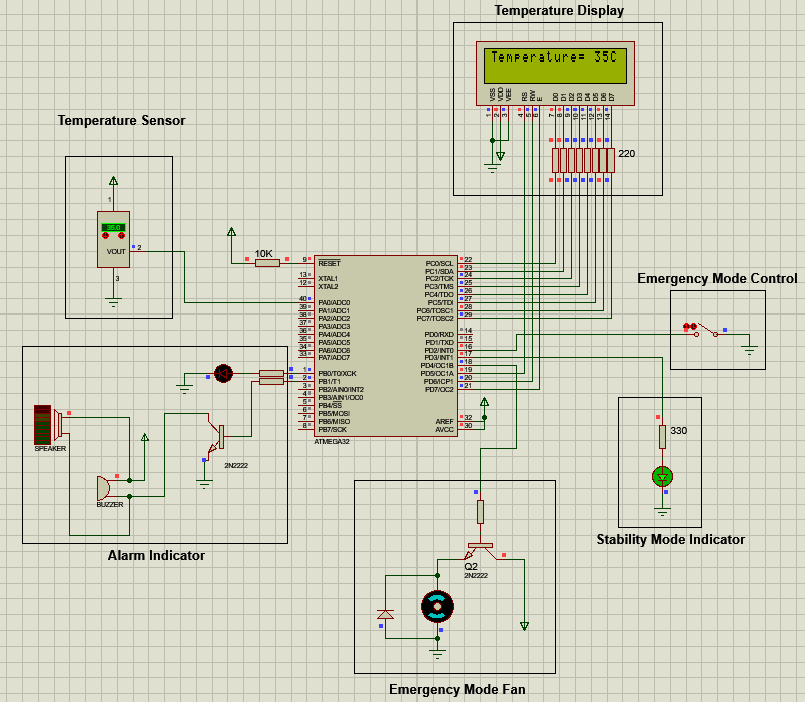 Temperature Display
Temperature= 35C
VSS
VDD
VEE
RS
RW
E
D0
D1
D2
D3
D4
D5
D6
D7
1
2
3
4
5
6
7
8
9
10
11
12
13
14
220
Temperature Sensor
1
35.0
VOUT
2
3
10K
9
RESET
13
XTAL1
12
XTAL2
40
PA0/ADC0
39
PA1/ADC1
38
PA2/ADC2
37
PA3/ADC3
36
PA4/ADC4
35
PA5/ADC5
34
PA6/ADC6
33
PA7/ADC7
1
PB0/T0/XCK
2
PB1/T1
3
PB2/AIN0/INT2
4
PB3/AIN1/OC0
5
PB4/SS
6
PB5/MOSI
7
PB6/MISO
8
PB7/SCK
PC0/SCL
22
PC1/SDA
23
PC2/TCK
24
PC3/TMS
25
PC4/TDO
26
PC5/TDI
27
PC6/TOSC1
28
PC7/TOSC2
29
PD0/RXD
14
PD1/TXD
15
PD2/INT0
16
PD3/INT1
17
PD4/OC1B
18
PD5/OC1A
19
PD6/ICP1
20
PD7/OC2
21
AREF
32
AVCC
30
ATMEGA32
Emergency Mode Control
SPEAKER
BUZZER
2N2222
Alarm Indicator
330
Stability Mode Indicator
Q2
2N2222
Emergency Mode Fan